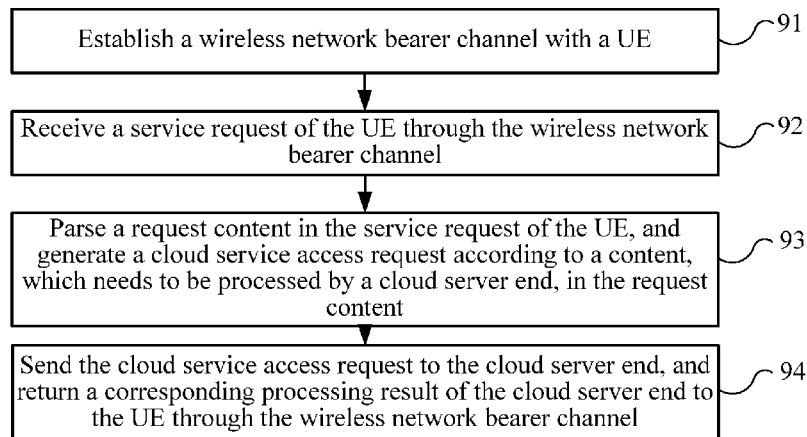 Establish a wireless network bearer channel with a UE
91
Receive a service request of the UE through the wireless network
bearer channel
92
Parse a request content in the service request of the UE, and
generate a cloud service access request according to a content,
which needs to be processed by a cloud server end, in the request
content
93
Send the cloud service access request to the cloud server end, and
return a corresponding processing result of the cloud server end to
the UE through the wireless network bearer channel
94